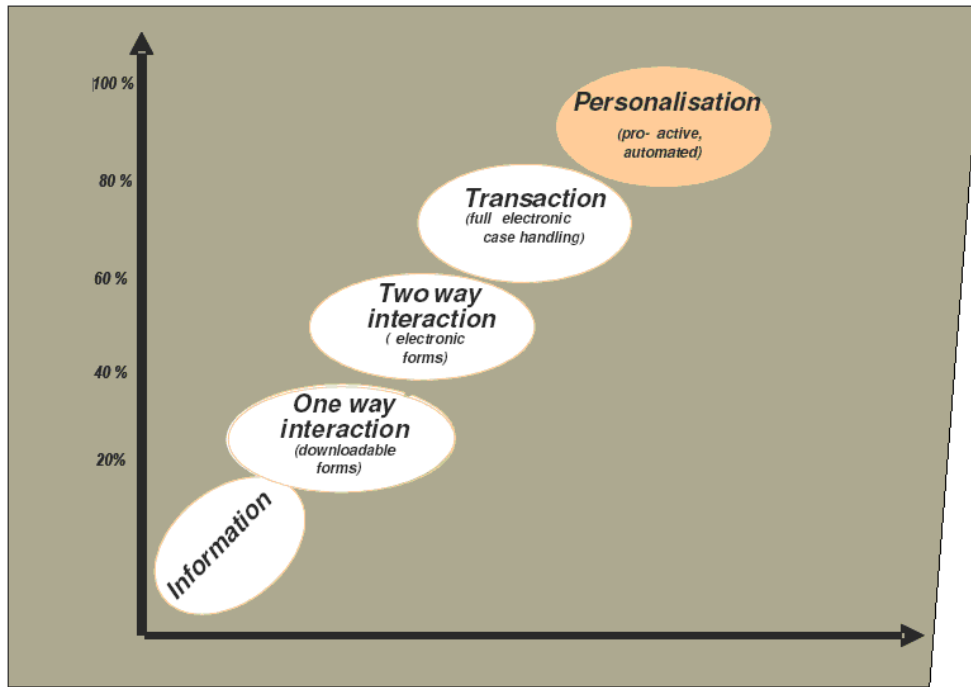 100 %
Personalisation
(pro- active,
automated)
80 %
Transaction
(full electronic
case handling)
60 %
Two way
interaction
( electronic
forms)
40 %
One way
interaction
(downloadable
forms)
20%
Information